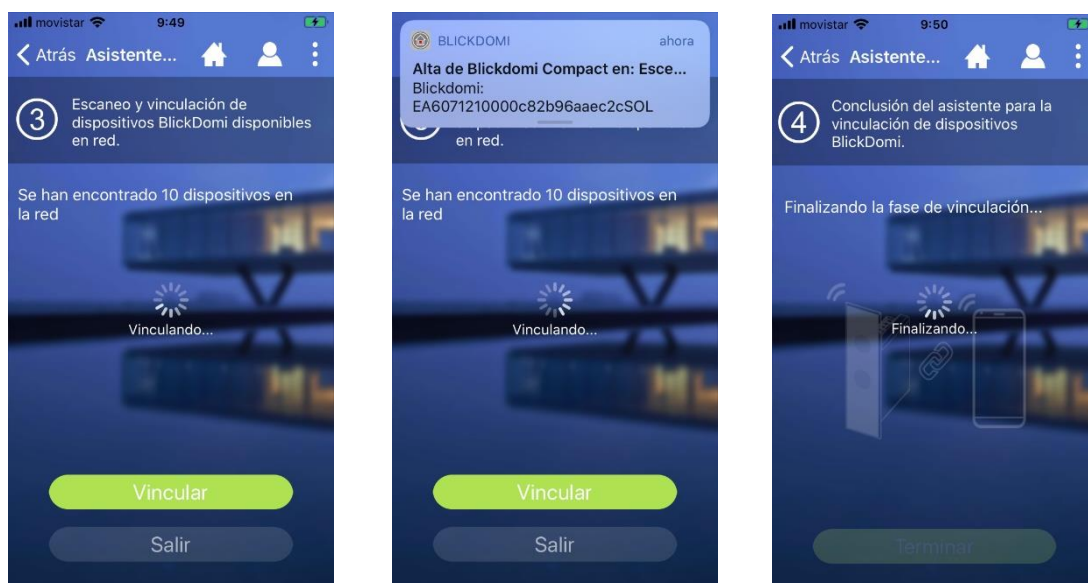 movistar 9:49
Atrás Asistente...
3
Escaneo y vinculación de
dispositivos BlickDomi disponibles
en red.
Se han encontrado 10 dispositivos en
la red
Vinculando...
Vincular
Salir
BLICKDOMI ahora
Alta de Blickdomi Compact en: Esce...
Blickdomi:
EA6071210000c82b96aaec2cSOL
en red.
Se han encontrado 10 dispositivos en
la red
Vinculando...
Vincular
Salir
movistar 9:50
Atrás Asistente...
4
Conclusión del asistente para la
vinculación de dispositivos
BlickDomi.
Finalizando la fase de vinculación...
Finalizando...
Terminar